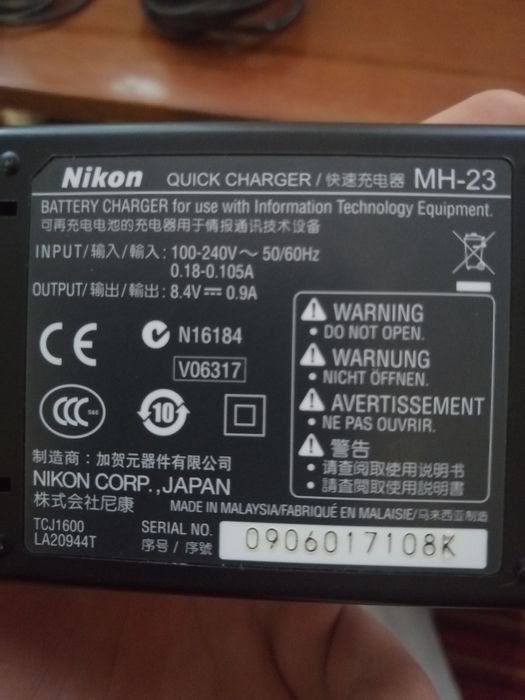 Nikon QUICK CHARGER / 快速充电器 MH-23
BATTERY CHARGER for use with Information Technology Equipment.
可再充电电池的充电器用于情报通讯技术设备
INPUT/输入/輸入: 100-240V ~ 50/60Hz
0.18-0.105A
OUTPUT/输出/輸出: 8.4V ⎓ 0.9A
CE
N16184
V06317
CCC S&E
10
WARNING
• DO NOT OPEN.
WARNUNG
• NICHT ÖFFNEN.
AVERTISSEMENT
• NE PAS OUVRIR.
警告
• 请查阅取使用说明书
• 請查閱取使用説明書
制造商: 加贺元器件有限公司
NIKON CORP.,JAPAN
株式会社尼康
MADE IN MALAYSIA/FABRIQUÉ EN MALAISIE/马来西亚制造
TCJ1600
LA20944T
SERIAL NO.
序号 / 序號
0906017108K